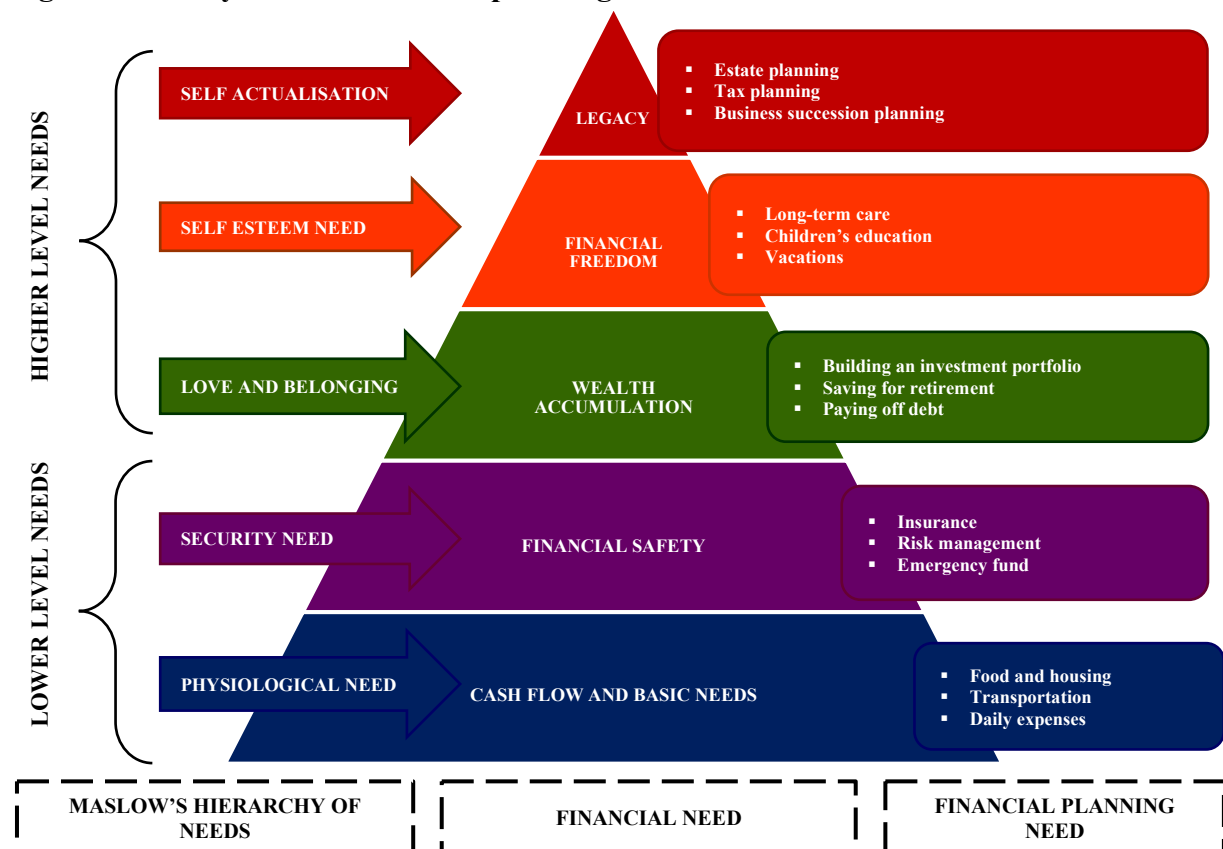 HIGHER LEVEL NEEDS
SELF ACTUALISATION
LEGACY
▪ Estate planning
▪ Tax planning
▪ Business succession planning
SELF ESTEEM NEED
FINANCIAL
FREEDOM
▪ Long-term care
▪ Children’s education
▪ Vacations
LOVE AND BELONGING
WEALTH
ACCUMULATION
▪ Building an investment portfolio
▪ Saving for retirement
▪ Paying off debt
LOWER LEVEL NEEDS
SECURITY NEED
FINANCIAL SAFETY
▪ Insurance
▪ Risk management
▪ Emergency fund
PHYSIOLOGICAL NEED
CASH FLOW AND BASIC NEEDS
▪ Food and housing
▪ Transportation
▪ Daily expenses
MASLOW’S HIERARCHY OF
NEEDS
FINANCIAL NEED
FINANCIAL PLANNING
NEED